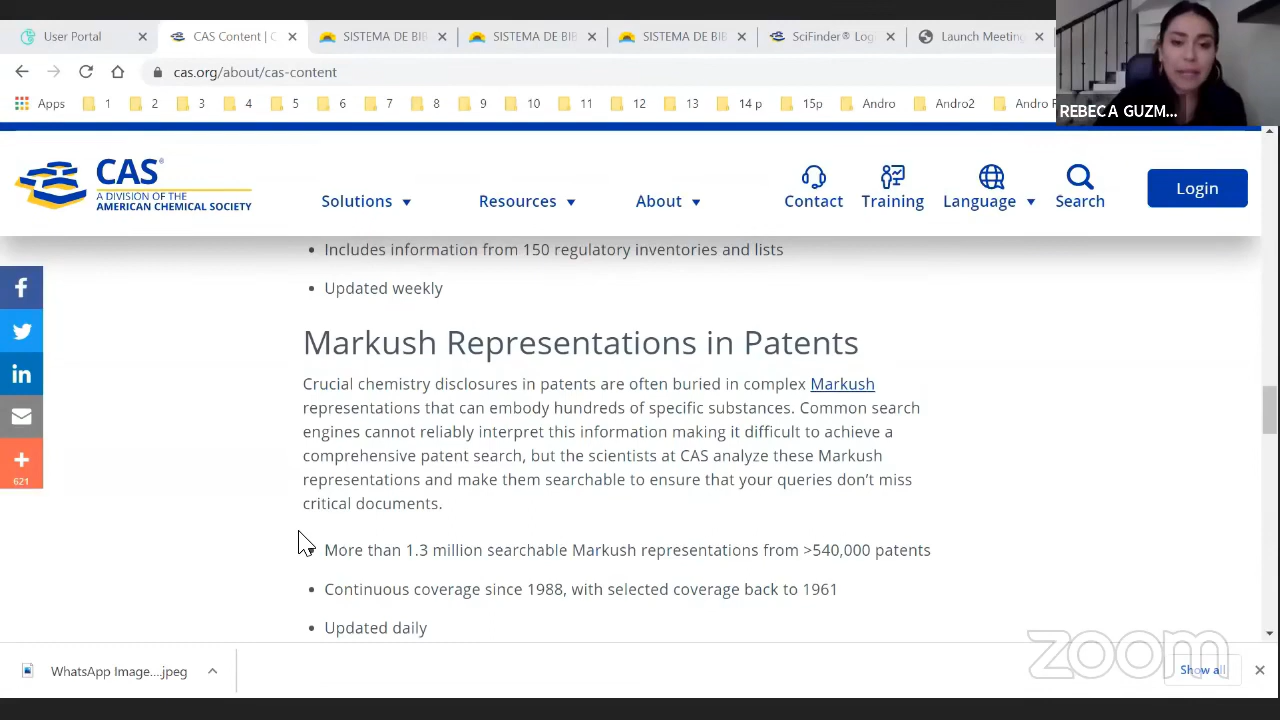 User Portal
CAS Content | C
SISTEMA DE BIB
SISTEMA DE BIB
SISTEMA DE BIB
SciFinder® Logi
Launch Meeting
cas.org/about/cas-content
Apps 1 2 3 4 5 6 7 8 9 10 11 12 13 14 p 15p Andro Andro2 Andro
REBECA GUZM...
CAS
A DIVISION OF THE
AMERICAN CHEMICAL SOCIETY
Solutions Resources About Contact Training Language Search
Login
• Includes information from 150 regulatory inventories and lists
• Updated weekly
Markush Representations in Patents
Crucial chemistry disclosures in patents are often buried in complex Markush
representations that can embody hundreds of specific substances. Common search
engines cannot reliably interpret this information making it difficult to achieve a
comprehensive patent search, but the scientists at CAS analyze these Markush
representations and make them searchable to ensure that your queries don’t miss
critical documents.
More than 1.3 million searchable Markush representations from >540,000 patents
• Continuous coverage since 1988, with selected coverage back to 1961
• Updated daily
621
WhatsApp Image....jpeg
Show all
zoom